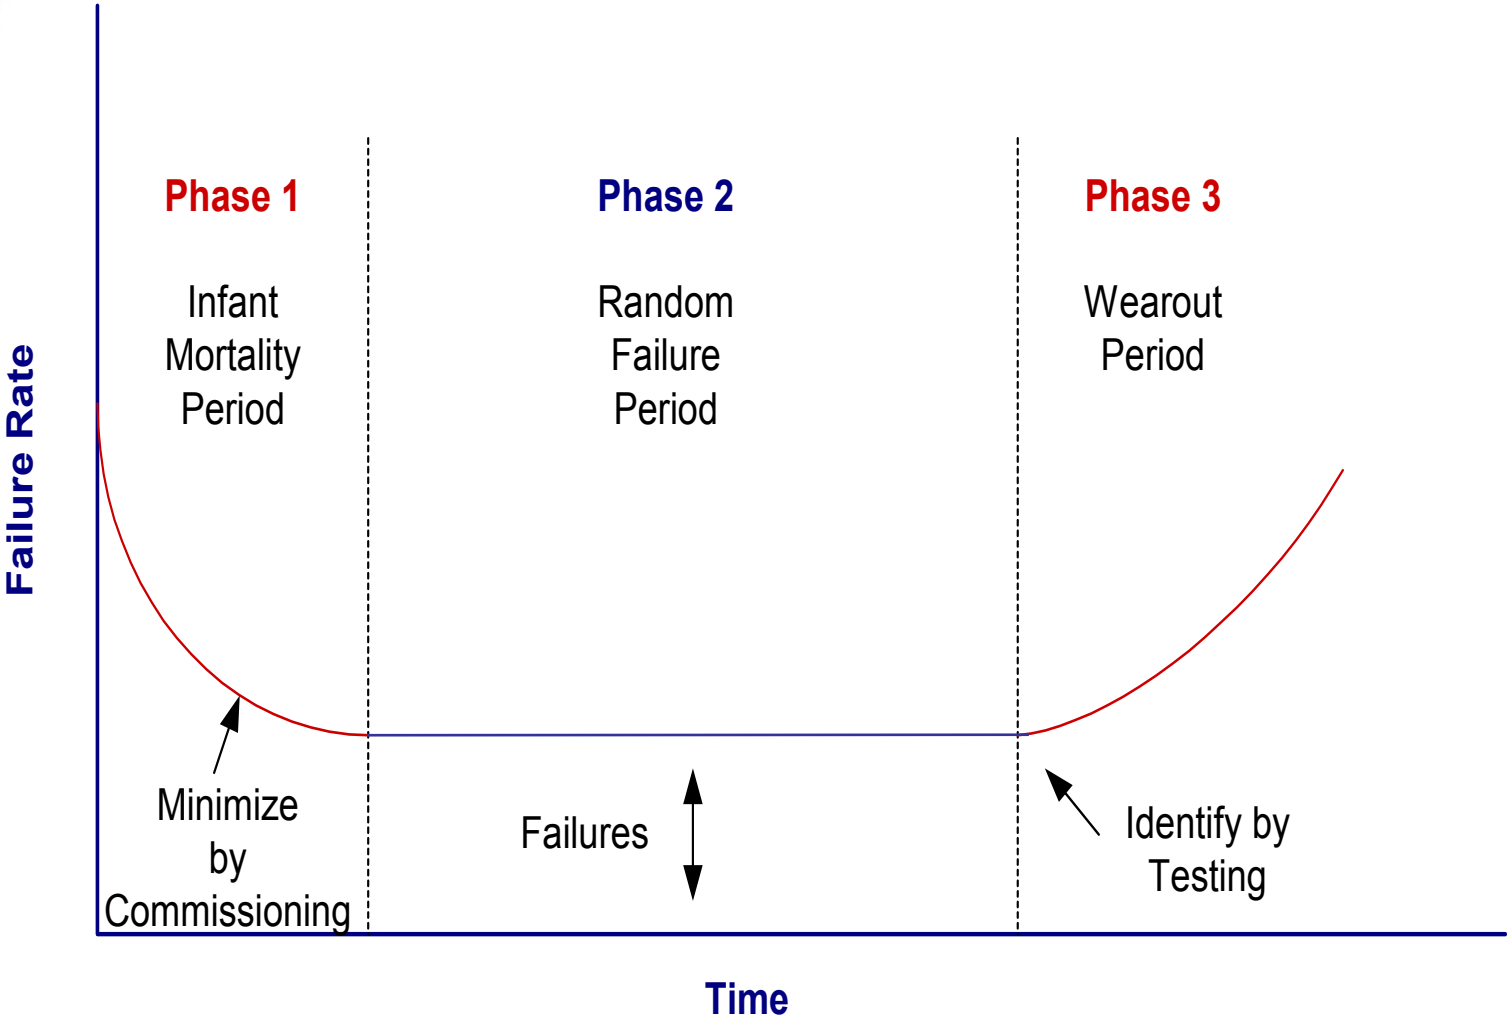 Phase 1
Infant
Mortality
Period
Phase 2
Random
Failure
Period
Phase 3
Wearout
Period
Failure Rate
Minimize
by
Commissioning
Failures
Identify by
Testing
Time